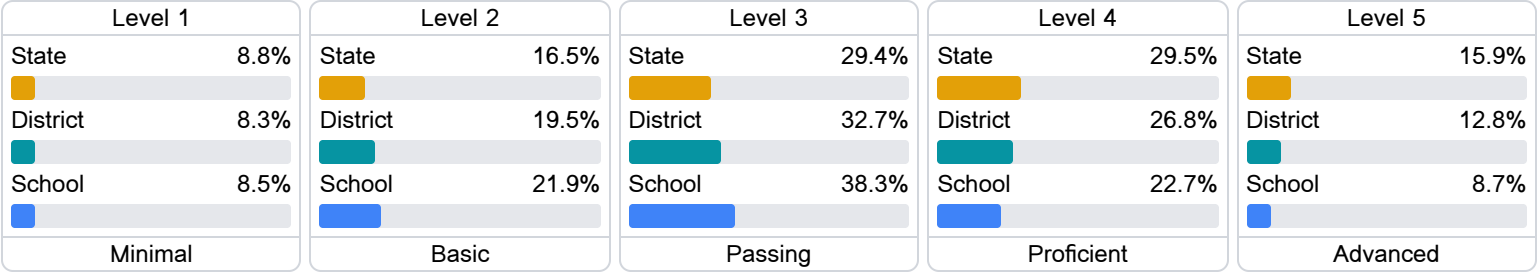 Level 1
State 8.8%
District 8.3%
School 8.5%
Minimal
Level 2
State 16.5%
District 19.5%
School 21.9%
Basic
Level 3
State 29.4%
District 32.7%
School 38.3%
Passing
Level 4
State 29.5%
District 26.8%
School 22.7%
Proficient
Level 5
State 15.9%
District 12.8%
School 8.7%
Advanced